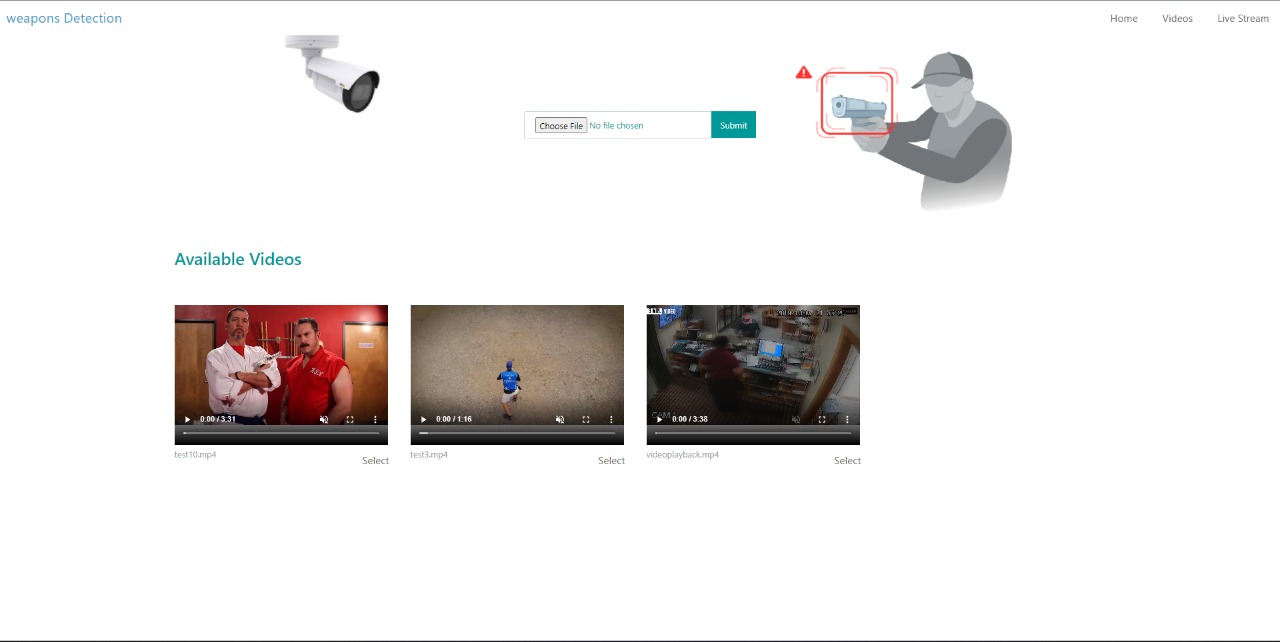 weapons Detection
Home Videos Live Stream
Choose File No file chosen Submit
Available Videos
0:00 / 3:31
0:00 / 1:16
0:00 / 3:38
test10.mp4
test3.mp4
videoplayback.mp4
Select
Select
Select